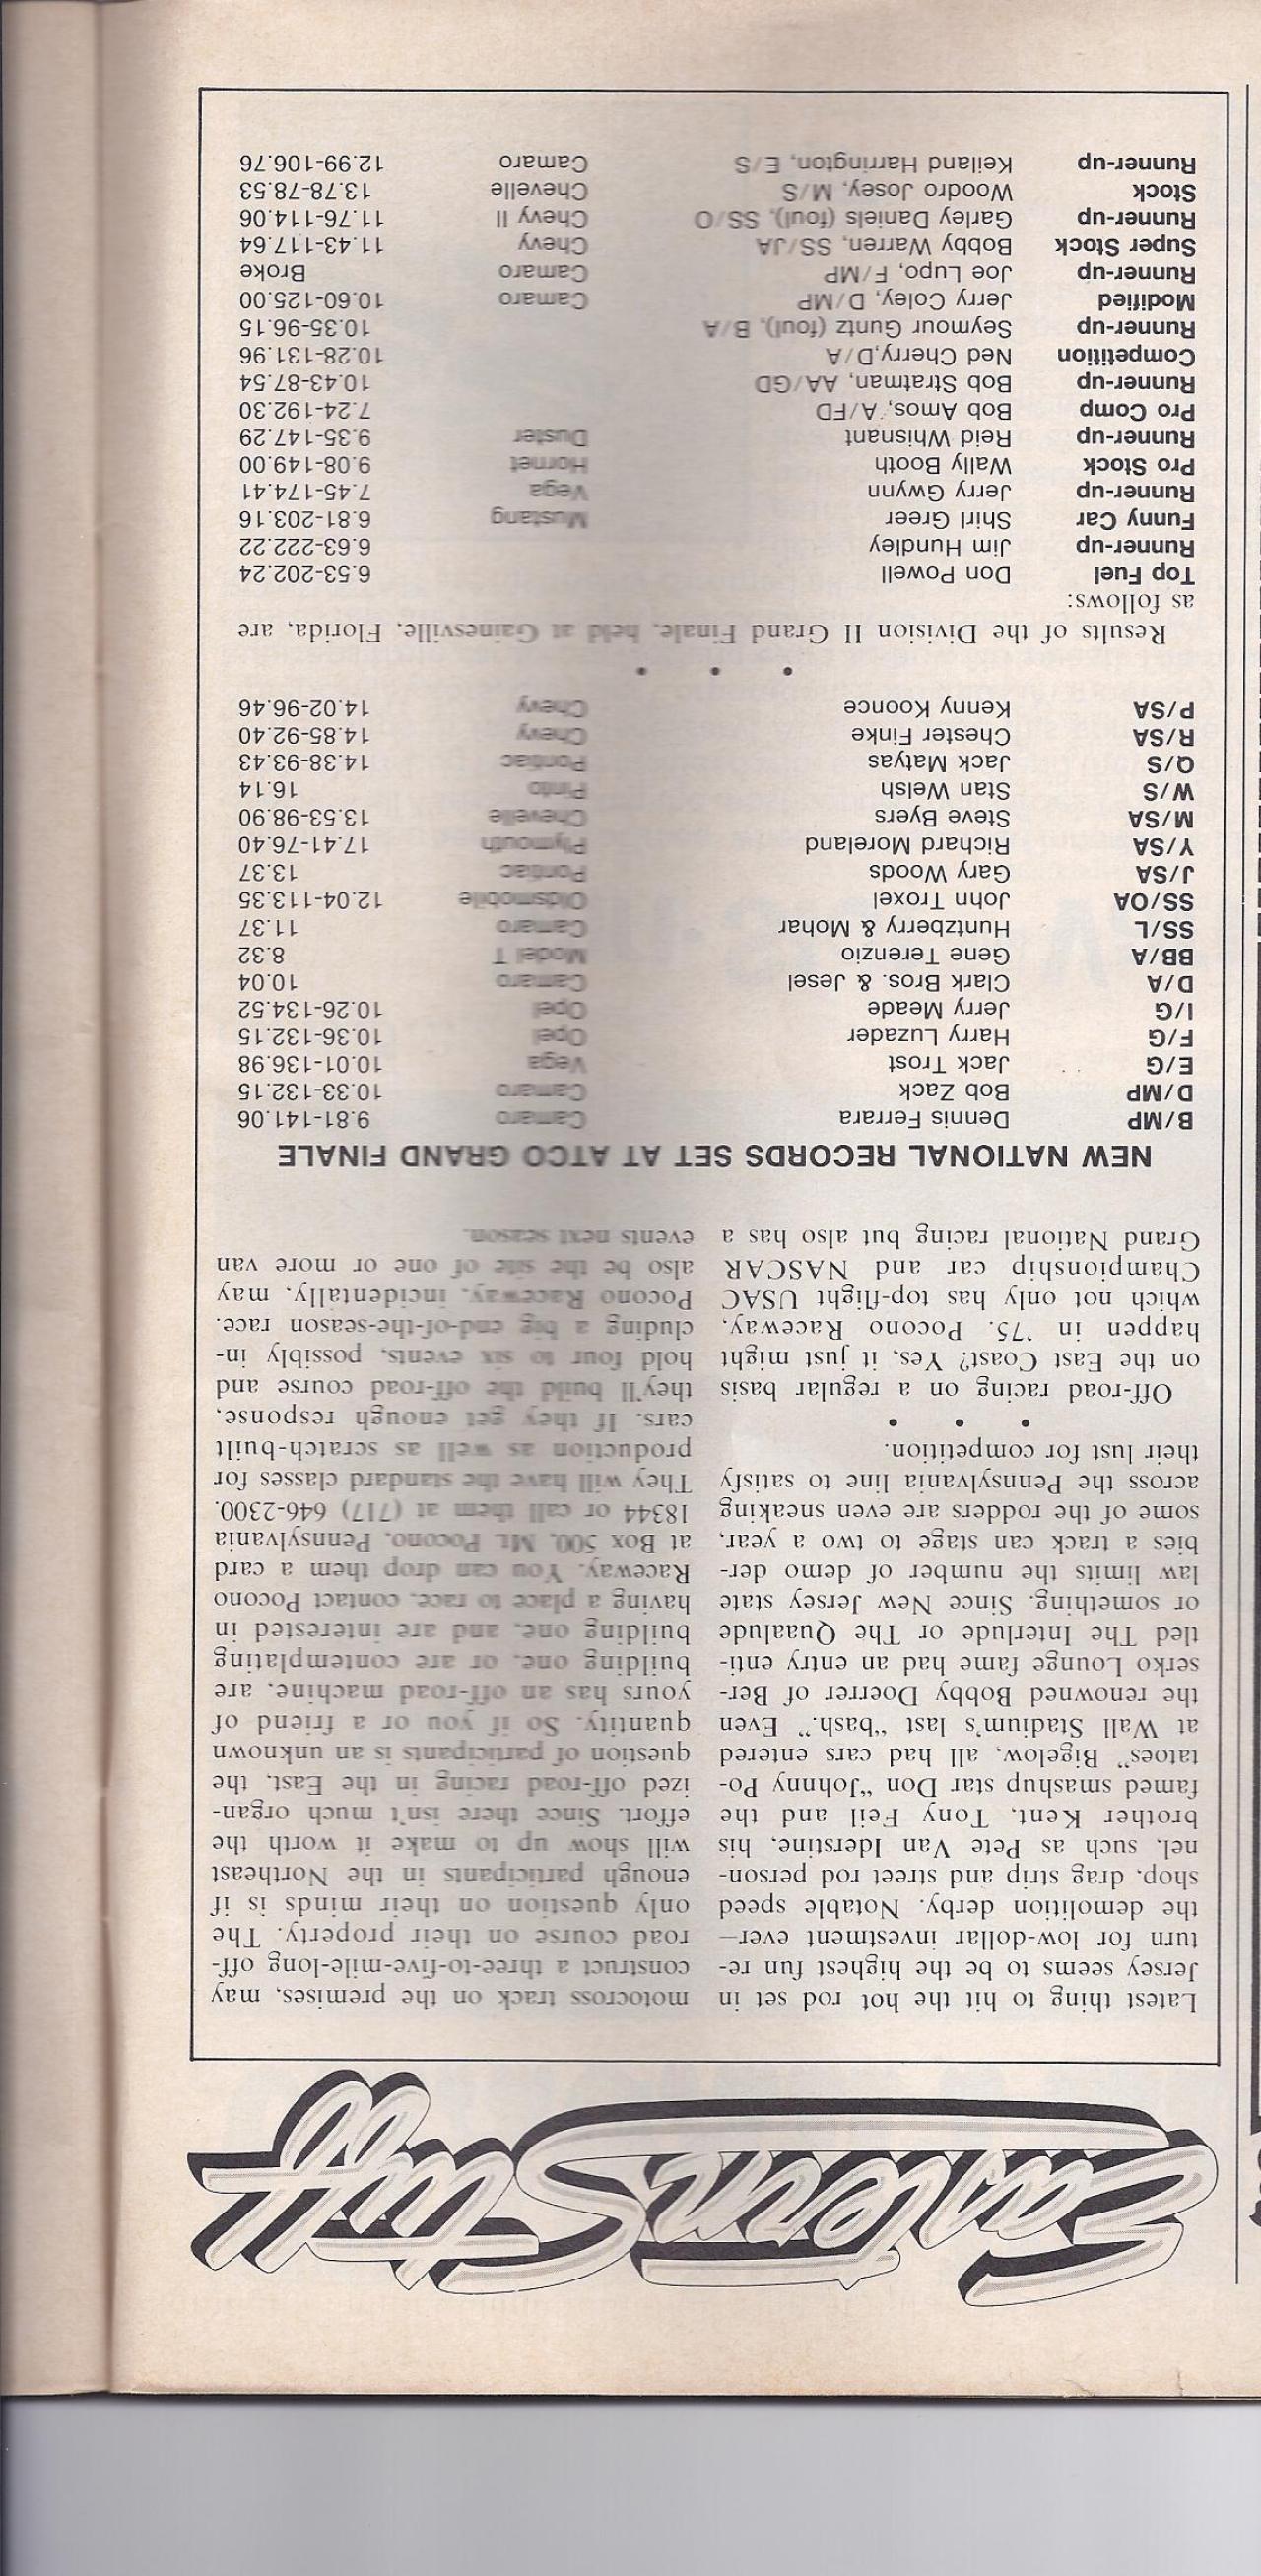 Eastern Stuff
Latest thing to hit the hot rod set in
Jersey seems to be the highest fun re-
turn for low-dollar investment ever—
the demolition derby. Notable speed
shop, drag strip and street rod person-
nel, such as Pete Van Iderstine, his
brother Kent, Tony Feil and the
famed smashup star Don "Johnny Po-
tatoes" Bigelow, all had cars entered
at Wall Stadium's last "bash." Even
the renowned Bobby Doerrer of Ber-
serko Lounge fame had an entry enti-
tled The Interlude or The Quaalude
or something. Since New Jersey state
law limits the number of demo der-
bies a track can stage to two a year,
some of the rodders are even sneaking
across the Pennsylvania line to satisfy
their lust for competition.
• • •
Off-road racing on a regular basis
on the East Coast? Yes, it just might
happen in '75. Pocono Raceway,
which not only has top-flight USAC
Championship car and NASCAR
Grand National racing but also has a
motocross track on the premises, may
construct a three-to-five-mile-long off-
road course on their property. The
only question on their minds is if
enough participants in the Northeast
will show up to make it worth the
effort. Since there isn't much organ-
ized off-road racing in the East, the
question of participants is an unknown
quantity. So if you or a friend of
yours has an off-road machine, are
building one, or are contemplating
building one, and are interested in
having a place to race, contact Pocono
Raceway. You can drop them a card
at Box 500, Mt. Pocono, Pennsylvania
18344 or call them at (717) 646-2300.
They will have the standard classes for
production as well as scratch-built
cars. If they get enough response,
they'll build the off-road course and
hold four to six events, possibly in-
cluding a big end-of-the-season race.
Pocono Raceway, incidentally, may
also be the site of one or more van
events next season.
NEW NATIONAL RECORDS SET AT ATCO GRAND FINALE
B/MP Dennis Ferrara Camaro 9.81-141.06
D/MP Bob Zack Camaro 10.33-132.15
E/G Jack Trost Vega 10.01-136.98
F/G Harry Luzader Opel 10.36-132.15
I/G Jerry Meade Opel 10.26-134.52
D/A Clark Bros. & Jesel Camaro 10.04
BB/A Gene Terenzio Model T 8.32
SS/L Huntzberry & Mohar Camaro 11.37
SS/OA John Troxel Oldsmobile 12.04-113.35
J/SA Gary Woods Pontiac 13.37
Y/SA Richard Moreland Plymouth 17.41-76.40
M/SA Steve Byers Chevelle 13.53-98.90
W/S Stan Welsh Pinto 16.14
Q/S Jack Matyas Pontiac 14.38-93.43
R/SA Chester Finke Chevy 14.85-92.40
P/SA Kenny Koonce Chevy 14.02-96.46
• • •
Results of the Division II Grand Finale, held at Gainesville, Florida, are
as follows:
Top Fuel Don Powell 6.53-202.24
Runner-up Jim Hundley 6.63-222.22
Funny Car Shirl Greer Mustang 6.81-203.16
Runner-up Jerry Gwynn Vega 7.45-174.41
Pro Stock Wally Booth Hornet 9.08-149.00
Runner-up Reid Whisnant Duster 9.35-147.29
Pro Comp Bob Amos, A/FD 7.24-192.30
Runner-up Bob Stratman, AA/GD 10.43-87.54
Competition Ned Cherry,D/A 10.28-131.96
Runner-up Seymour Guntz (foul), B/A 10.35-96.15
Modified Jerry Coley, D/MP Camaro 10.60-125.00
Runner-up Joe Lupo, F/MP Camaro Broke
Super Stock Bobby Warren, SS/JA Chevy 11.43-117.64
Runner-up Garley Daniels (foul), SS/O Chevy II 11.76-114.06
Stock Woodro Josey, M/S Chevelle 13.78-78.53
Runner-up Keiland Harrington, E/S Camaro 12.99-106.76